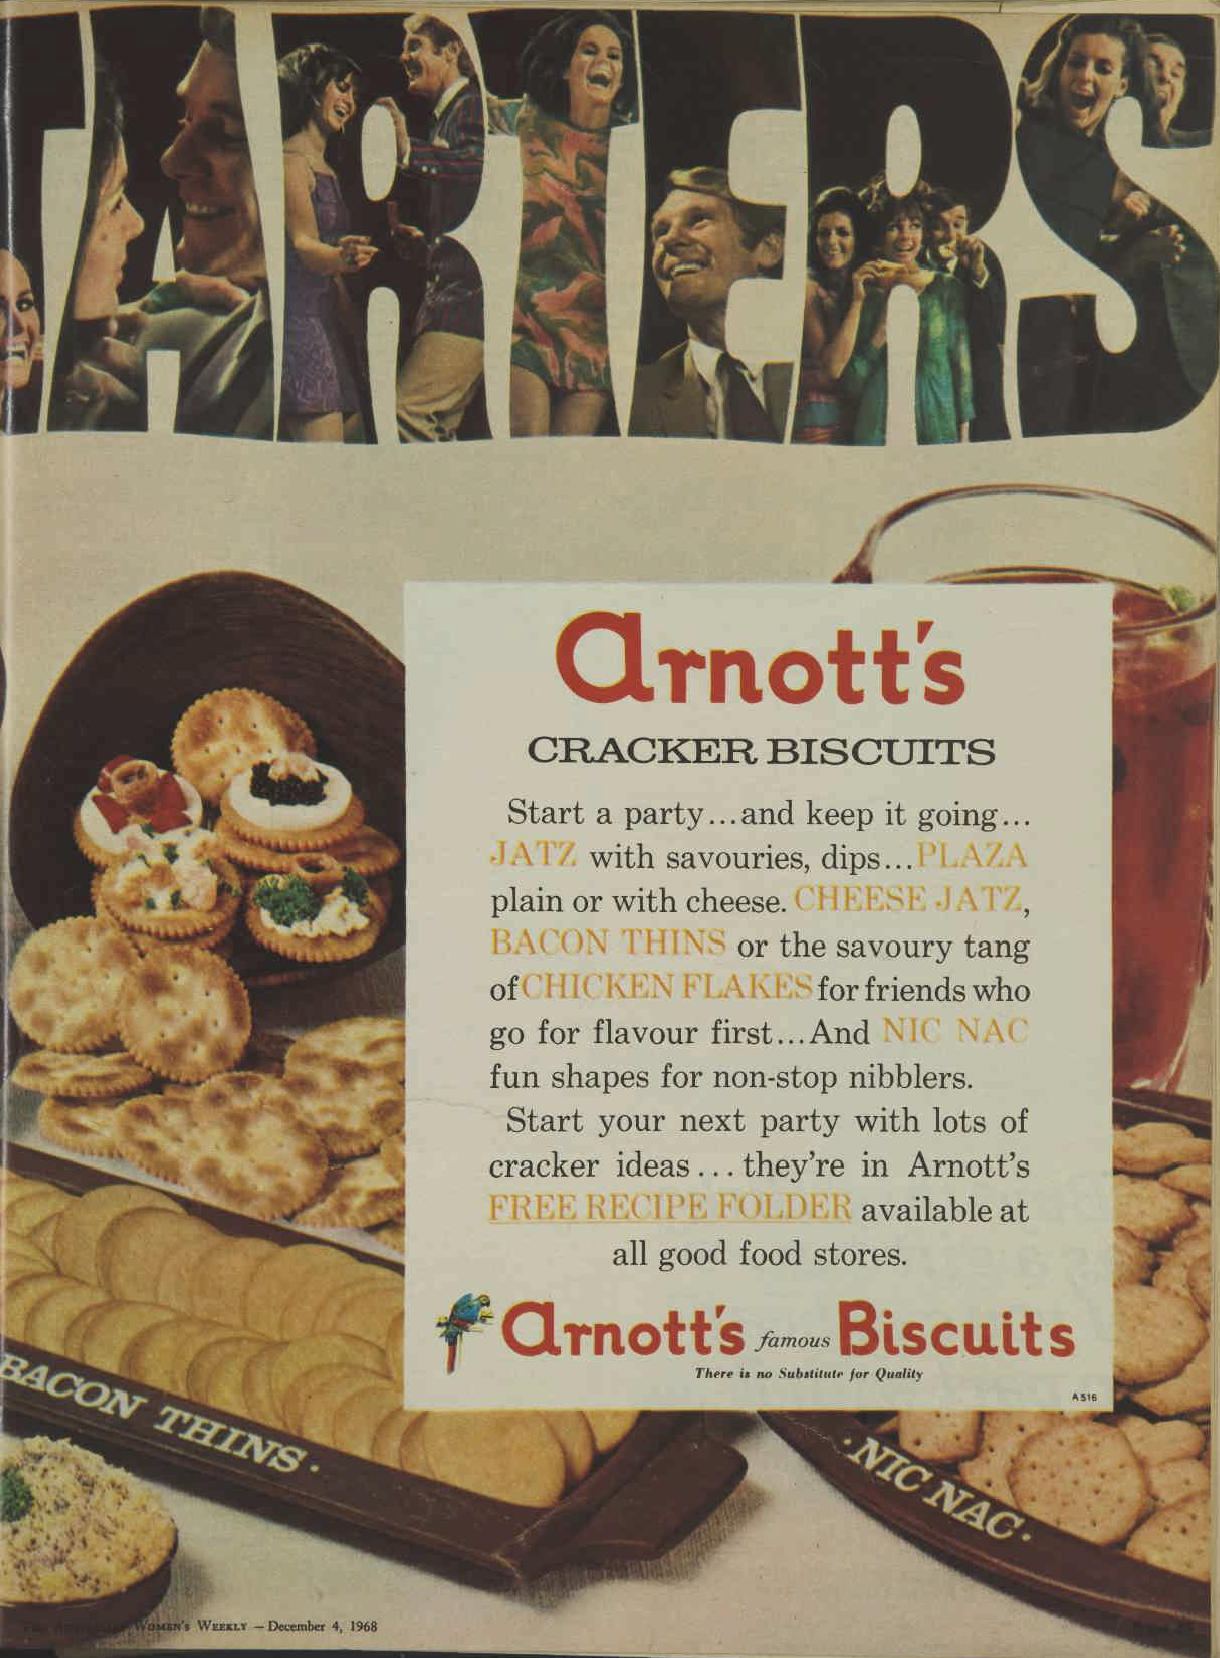 TARTERS
arnott's
CRACKER BISCUITS
Start a party...and keep it going...
JATZ with savouries, dips...PLAZA
plain or with cheese. CHEESE JATZ,
BACON THINS or the savoury tang
of CHICKEN FLAKES for friends who
go for flavour first...And NIC NAC
fun shapes for non-stop nibblers.
Start your next party with lots of
cracker ideas... they're in Arnott's
FREE RECIPE FOLDER available at
all good food stores.
arnott's famous Biscuits
There is no Substitute for Quality
A516
BACON THINS·
·NIC NAC·
WOMEN'S WEEKLY — December 4, 1968